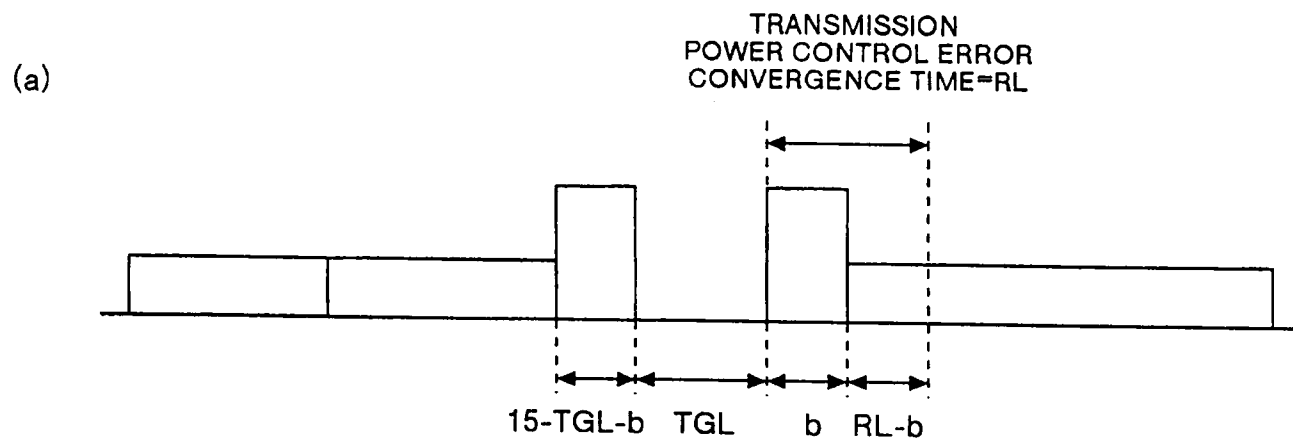 TRANSMISSION
POWER CONTROL ERROR
CONVERGENCE TIME=RL
(a)
15-TGL-b TGL b RL-b